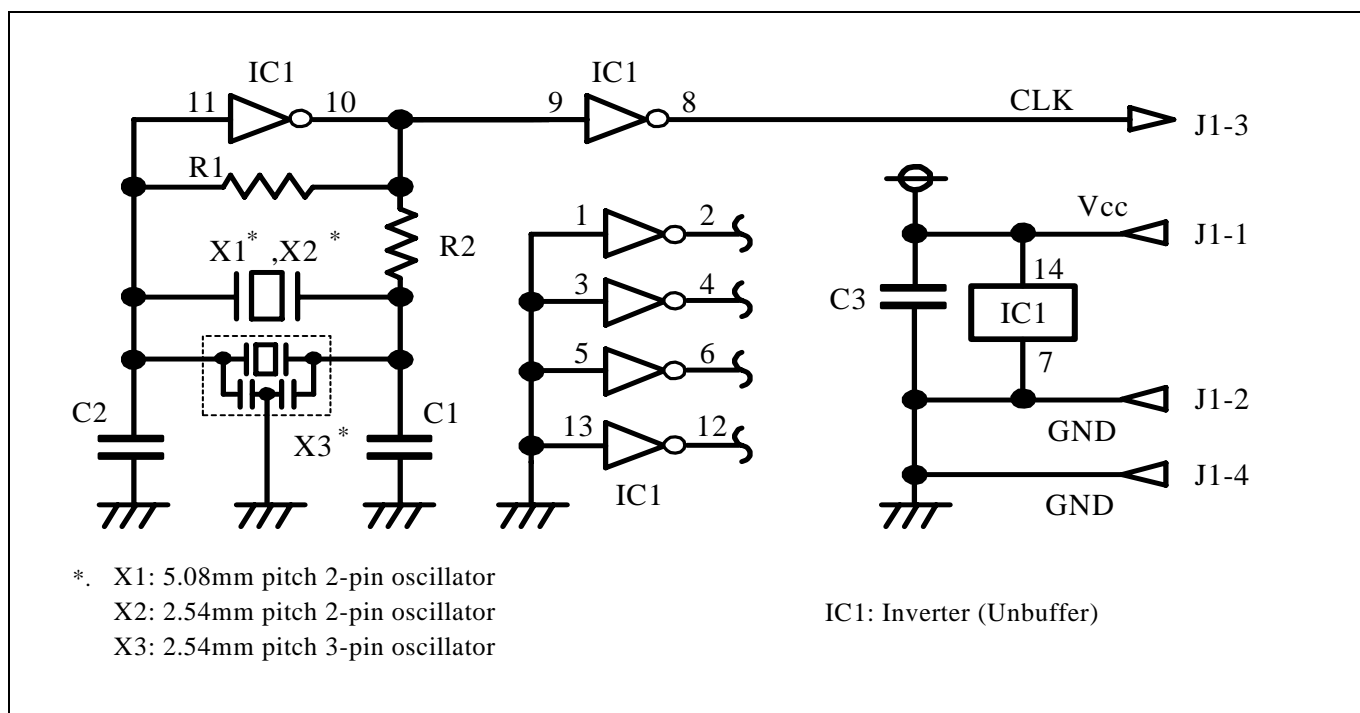 IC1 IC1
11 10 9 8 CLK J1-3
R1
1 2 Vcc J1-1
X1* ,X2* R2
14
3 4 C3 IC1
5 6 7
C2 X3* C1 13 12 GND J1-2
IC1 GND J1-4
*. X1: 5.08mm pitch 2-pin oscillator
X2: 2.54mm pitch 2-pin oscillator IC1: Inverter (Unbuffer)
X3: 2.54mm pitch 3-pin oscillator